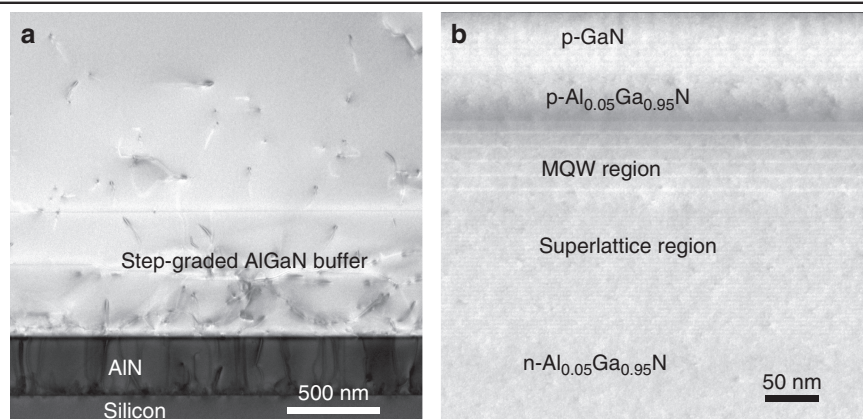 a
Step-graded AlGaN buffer
AlN
500 nm
Silicon
b
p-GaN
p-Al0.05Ga0.95N
MQW region
Superlattice region
n-Al0.05Ga0.95N
50 nm